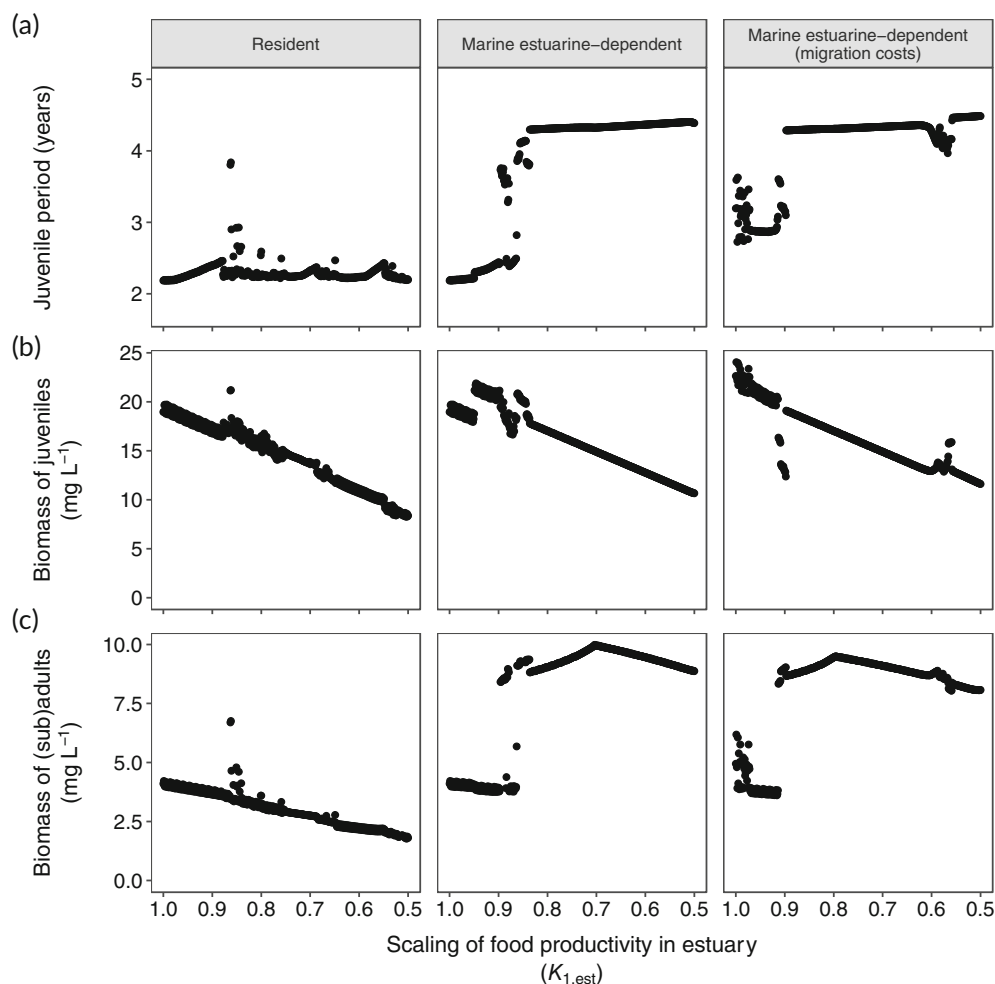 (a)
Resident
Marine estuarine−dependent
Marine estuarine−dependent
(migration costs)
Juvenile period (years)
5
4
3
2
(b)
Biomass of juveniles
(mg L−1)
25
20
15
10
5
0
(c)
Biomass of (sub)adults
(mg L−1)
10.0
7.5
5.0
2.5
0.0
1.0 0.9 0.8 0.7 0.6 0.5 1.0 0.9 0.8 0.7 0.6 0.5 1.0 0.9 0.8 0.7 0.6 0.5
Scaling of food productivity in estuary
(K1,est)